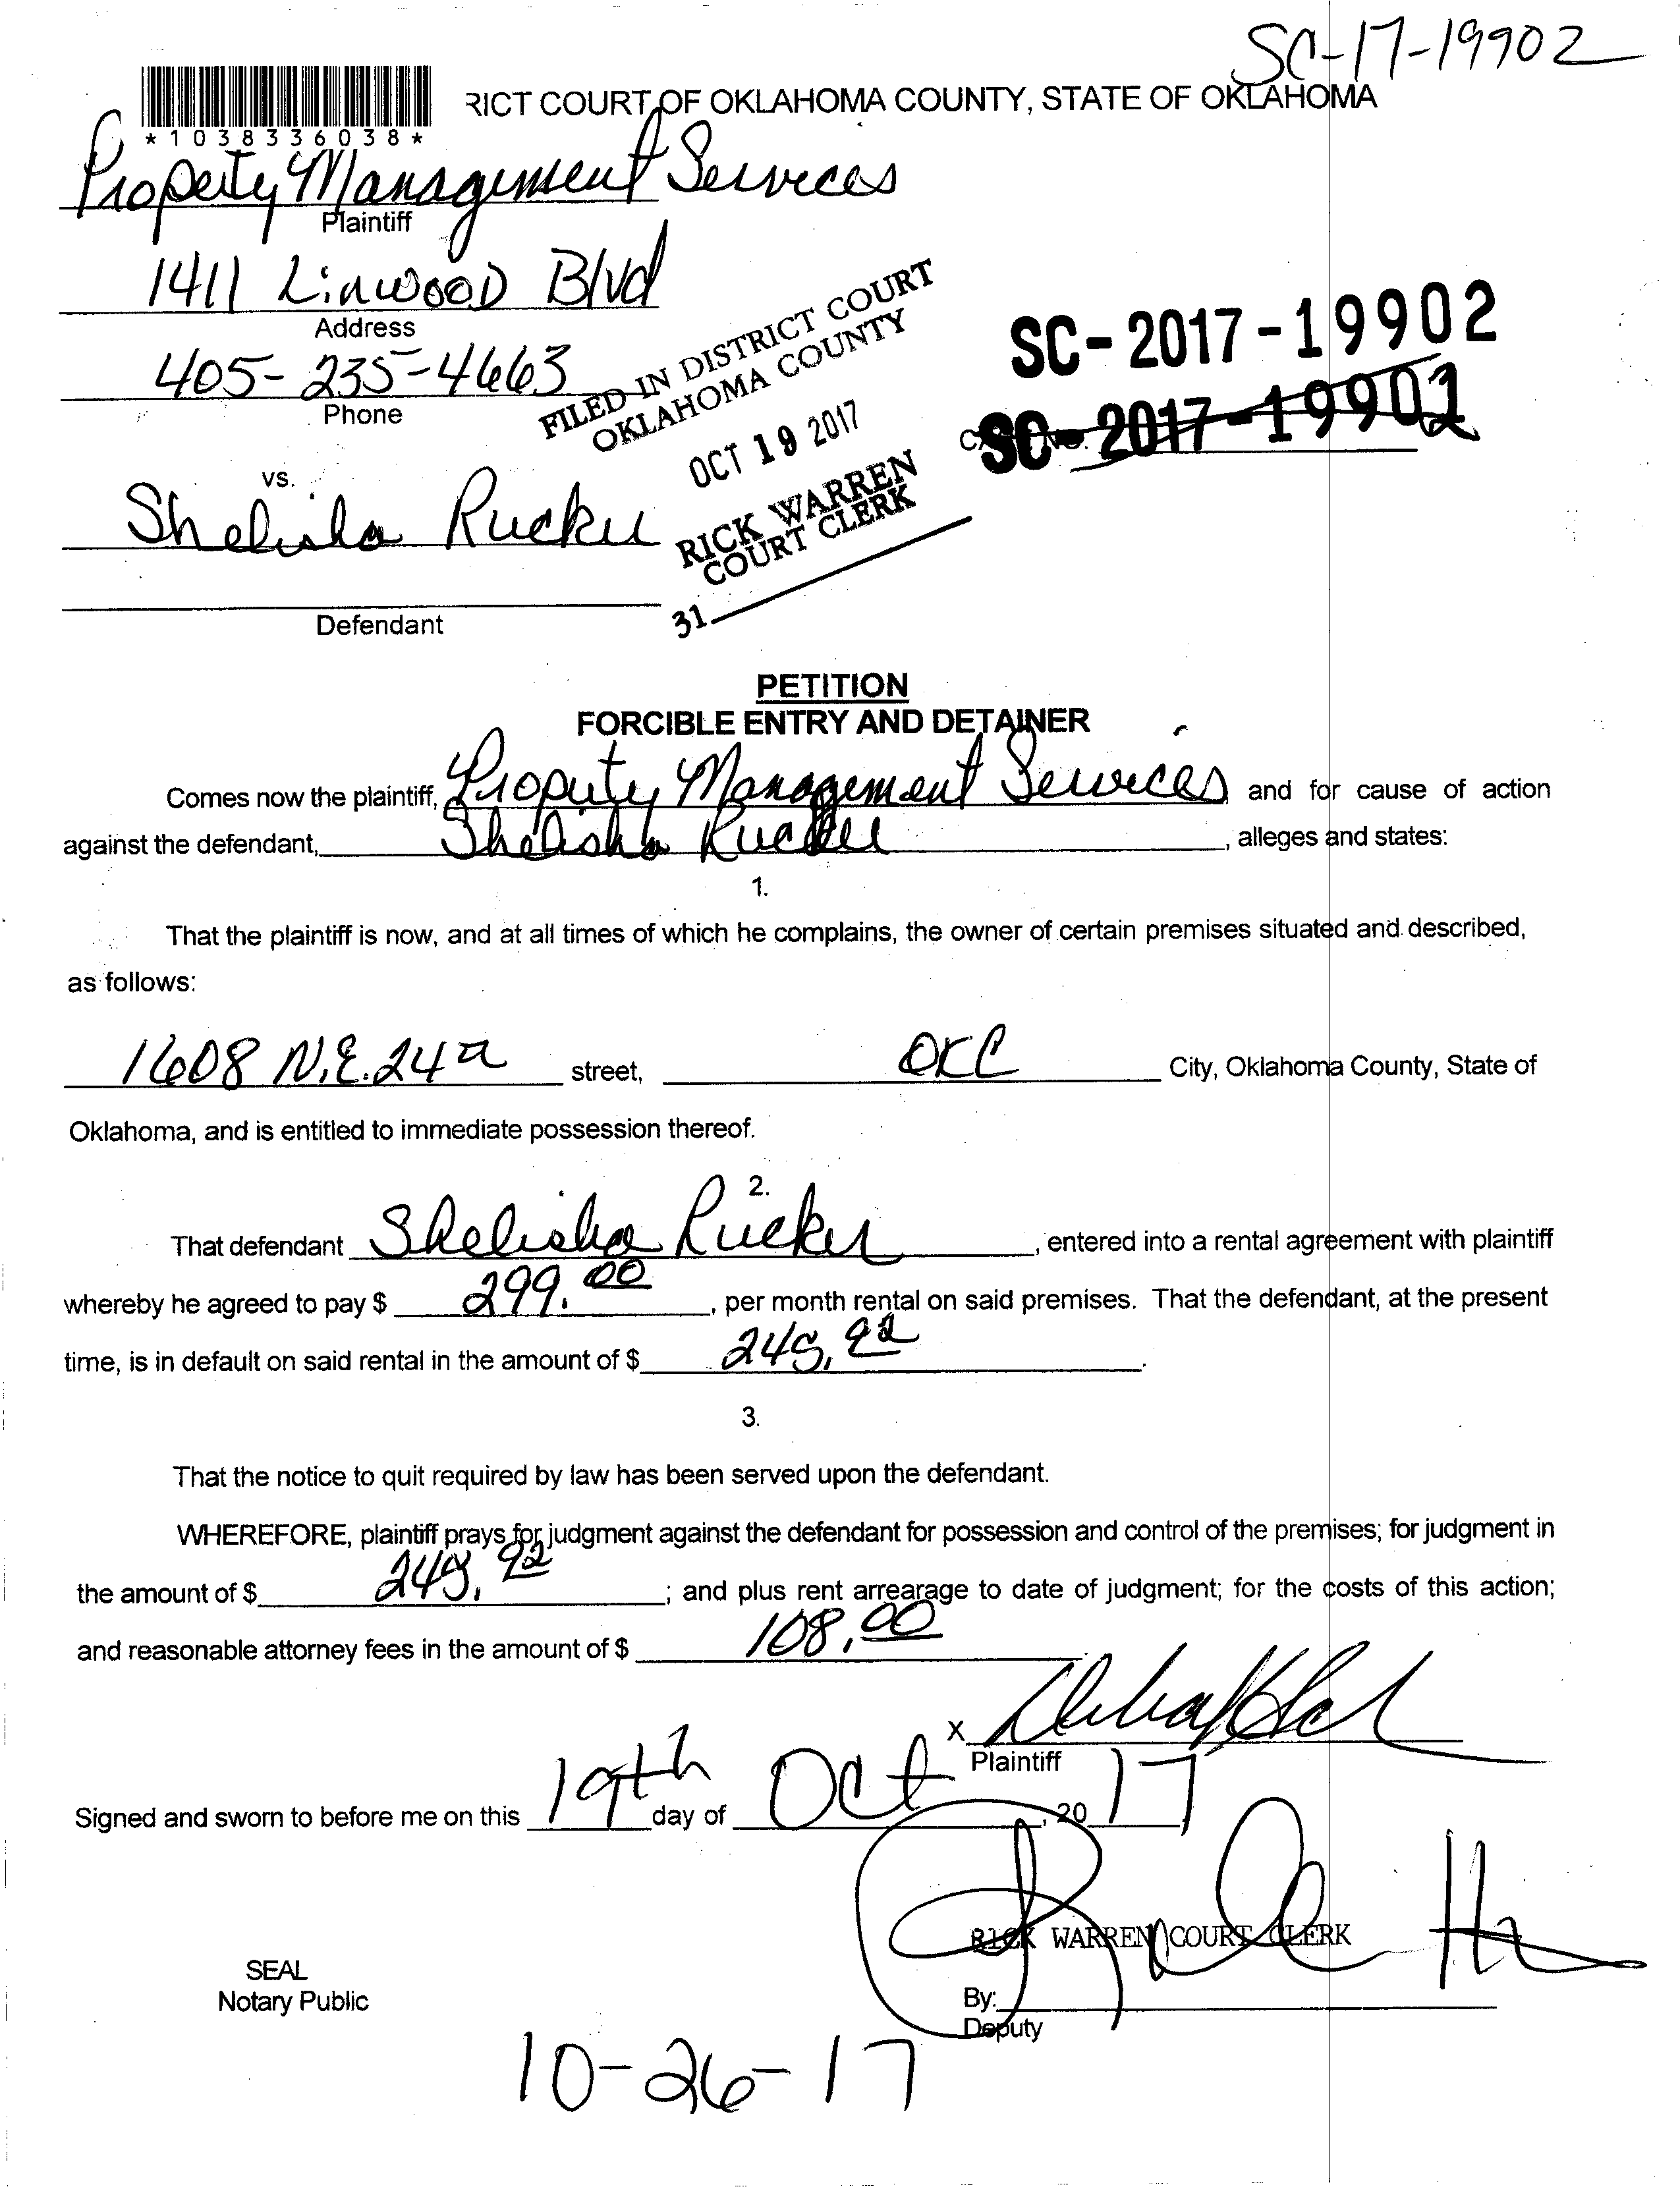 SC-17-19902
*1038336038*
RICT COURT OF OKLAHOMA COUNTY, STATE OF OKLAHOMA
Property Management Services
Plaintiff
1411 Linwood Blvd
Address
405-235-4663
Phone
FILED IN DISTRICT COURT
OKLAHOMA COUNTY
OCT 19 2017
RICK WARREN
COURT CLERK
31
SC-2017-19902
SC-2017-19902
vs.
Shelisha Rucker
Defendant
PETITION
FORCIBLE ENTRY AND DETAINER
Comes now the plaintiff, Property Management Services and for cause of action
against the defendant, Shelisha Rucker, alleges and states:
1.
That the plaintiff is now, and at all times of which he complains, the owner of certain premises situated and described,
as follows:
1608 N.E. 24 street, OKC City, Oklahoma County, State of
Oklahoma, and is entitled to immediate possession thereof.
2.
That defendant Shelisha Rucker, entered into a rental agreement with plaintiff
whereby he agreed to pay $ 299.00, per month rental on said premises. That the defendant, at the present
time, is in default on said rental in the amount of $
3.
That the notice to quit required by law has been served upon the defendant.
WHEREFORE, plaintiff prays for judgment against the defendant for possession and control of the premises; for judgment in
the amount of $ ; and plus rent arrearage to date of judgment; for the costs of this action;
and reasonable attorney fees in the amount of $ 108.00
X
Plaintiff
Signed and sworn to before me on this 19th day of Oct, 20 17
RICK WARREN COURT CLERK
SEAL
Notary Public
By:
Deputy
10-26-17